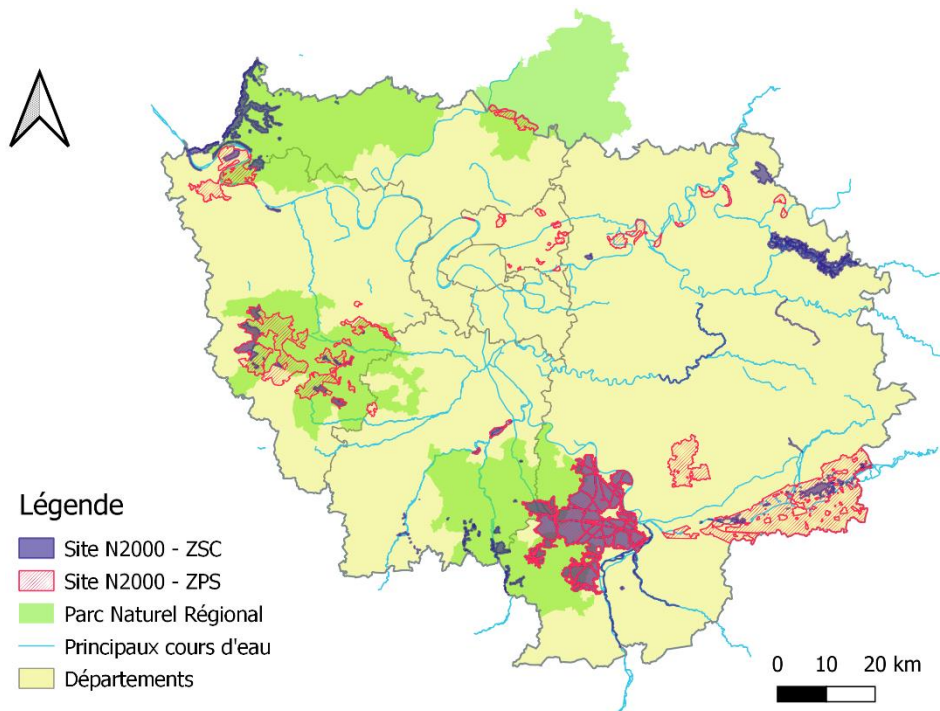 Légende
Site N2000 - ZSC
Site N2000 - ZPS
Parc Naturel Régional
Principaux cours d'eau
Départements
0 10 20 km